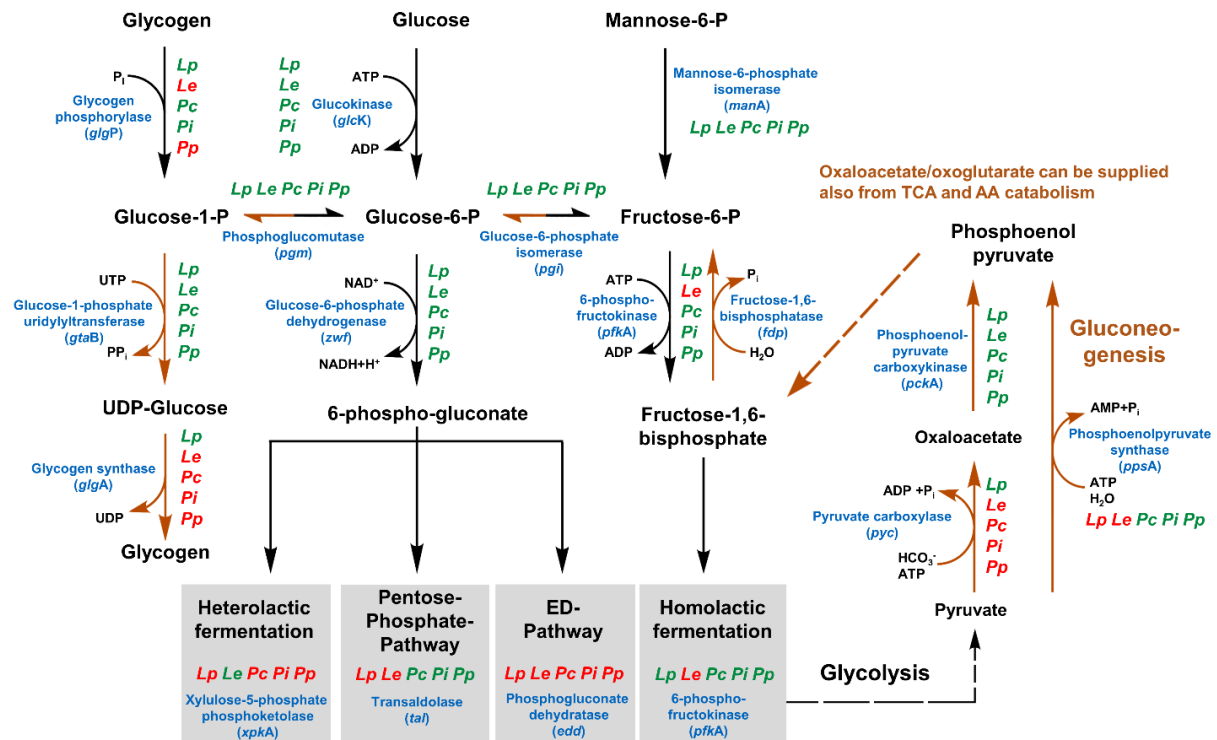 Glycogen
Glucose
Mannose-6-P
Pi
Glycogen
phosphorylase
(glgP)
Lp
Le
Pc
Pi
Pp
Lp
Le
Pc
Pi
Pp
ATP
Glucokinase
(glcK)
ADP
Mannose-6-phosphate
isomerase
(manA)
Lp Le Pc Pi Pp
Oxaloacetate/oxoglutarate can be supplied
also from TCA and AA catabolism
Lp Le Pc Pi Pp
Lp Le Pc Pi Pp
Glucose-1-P
Glucose-6-P
Fructose-6-P
Phosphoglucomutase
(pgm)
Glucose-6-phosphate
isomerase
(pgi)
Phosphoenol
pyruvate
UTP
Glucose-1-phosphate
uridylyltransferase
(gtaB)
PPi
Lp
Le
Pc
Pi
Pp
NAD+
Glucose-6-phosphate
dehydrogenase
(zwf)
NADH+H+
Lp
Le
Pc
Pi
Pp
ATP
6-phospho-
fructokinase
(pfkA)
ADP
Lp
Le
Pc
Pi
Pp
Pi
Fructose-1,6-
bisphosphatase
(fdp)
H2O
Phosphoenol-
pyruvate
carboxykinase
(pckA)
Lp
Le
Pc
Pi
Pp
Gluconeo-
genesis
UDP-Glucose
6-phospho-gluconate
Fructose-1,6-
bisphosphate
Oxaloacetate
AMP+Pi
Phosphoenolpyruvate
synthase
(ppsA)
ATP
H2O
Lp Le Pc Pi Pp
Glycogen synthase
(glgA)
UDP
Lp
Le
Pc
Pi
Pp
Glycogen
ADP +Pi
Pyruvate carboxylase
(pyc)
HCO3-
ATP
Lp
Le
Pc
Pi
Pp
Pyruvate
Heterolactic
fermentation
Lp Le Pc Pi Pp
Xylulose-5-phosphate
phosphoketolase
(xpkA)
Pentose-
Phosphate-
Pathway
Lp Le Pc Pi Pp
Transaldolase
(tal)
ED-
Pathway
Lp Le Pc Pi Pp
Phosphogluconate
dehydratase
(edd)
Homolactic
fermentation
Lp Le Pc Pi Pp
6-phospho-
fructokinase
(pfkA)
Glycolysis